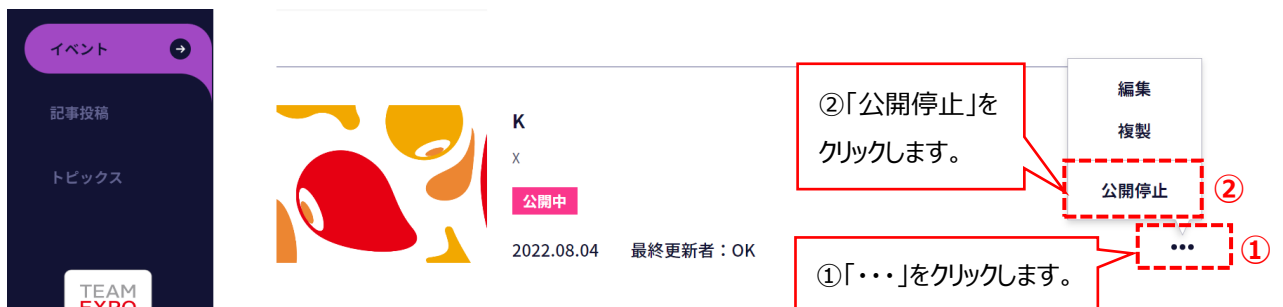 イベント
記事投稿
トピックス
TEAM
EXPO
K
X
公開中
2022.08.04 最終更新者：OK
②「公開停止」を
クリックします。
編集
複製
公開停止
②
①「・・・」をクリックします。
•••
①